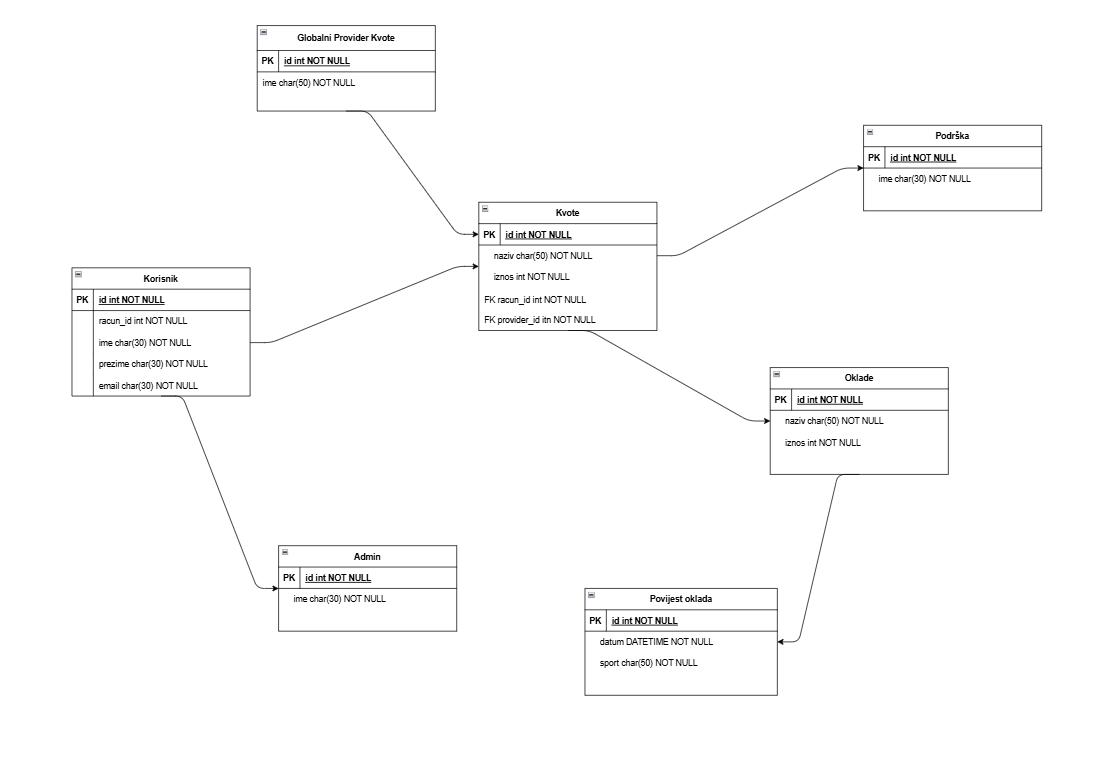 Globalni Provider Kvote
PK id int NOT NULL
ime char(50) NOT NULL
Podrška
PK id int NOT NULL
ime char(30) NOT NULL
Kvote
PK id int NOT NULL
naziv char(50) NOT NULL
iznos int NOT NULL
FK racun_id int NOT NULL
FK provider_id itn NOT NULL
Korisnik
PK id int NOT NULL
racun_id int NOT NULL
ime char(30) NOT NULL
prezime char(30) NOT NULL
email char(30) NOT NULL
Oklade
PK id int NOT NULL
naziv char(50) NOT NULL
iznos int NOT NULL
Admin
PK id int NOT NULL
ime char(30) NOT NULL
Povijest oklada
PK id int NOT NULL
datum DATETIME NOT NULL
sport char(50) NOT NULL